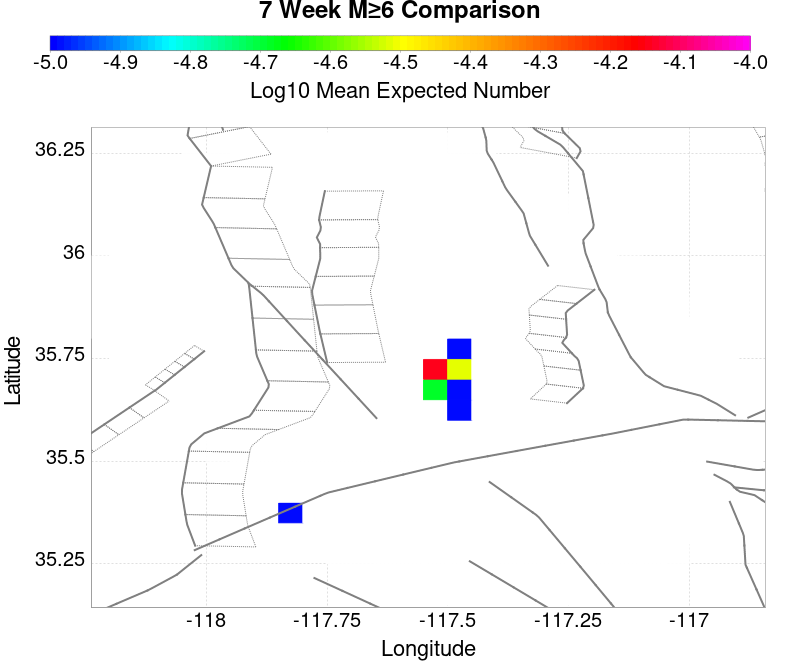 7 Week M≥6 Comparison
-5.0 -4.9 -4.8 -4.7 -4.6 -4.5 -4.4 -4.3 -4.2 -4.1 -4.0
Log10 Mean Expected Number
36.25
36
35.75
35.5
35.25
Latitude
-118 -117.75 -117.5 -117.25 -117
Longitude